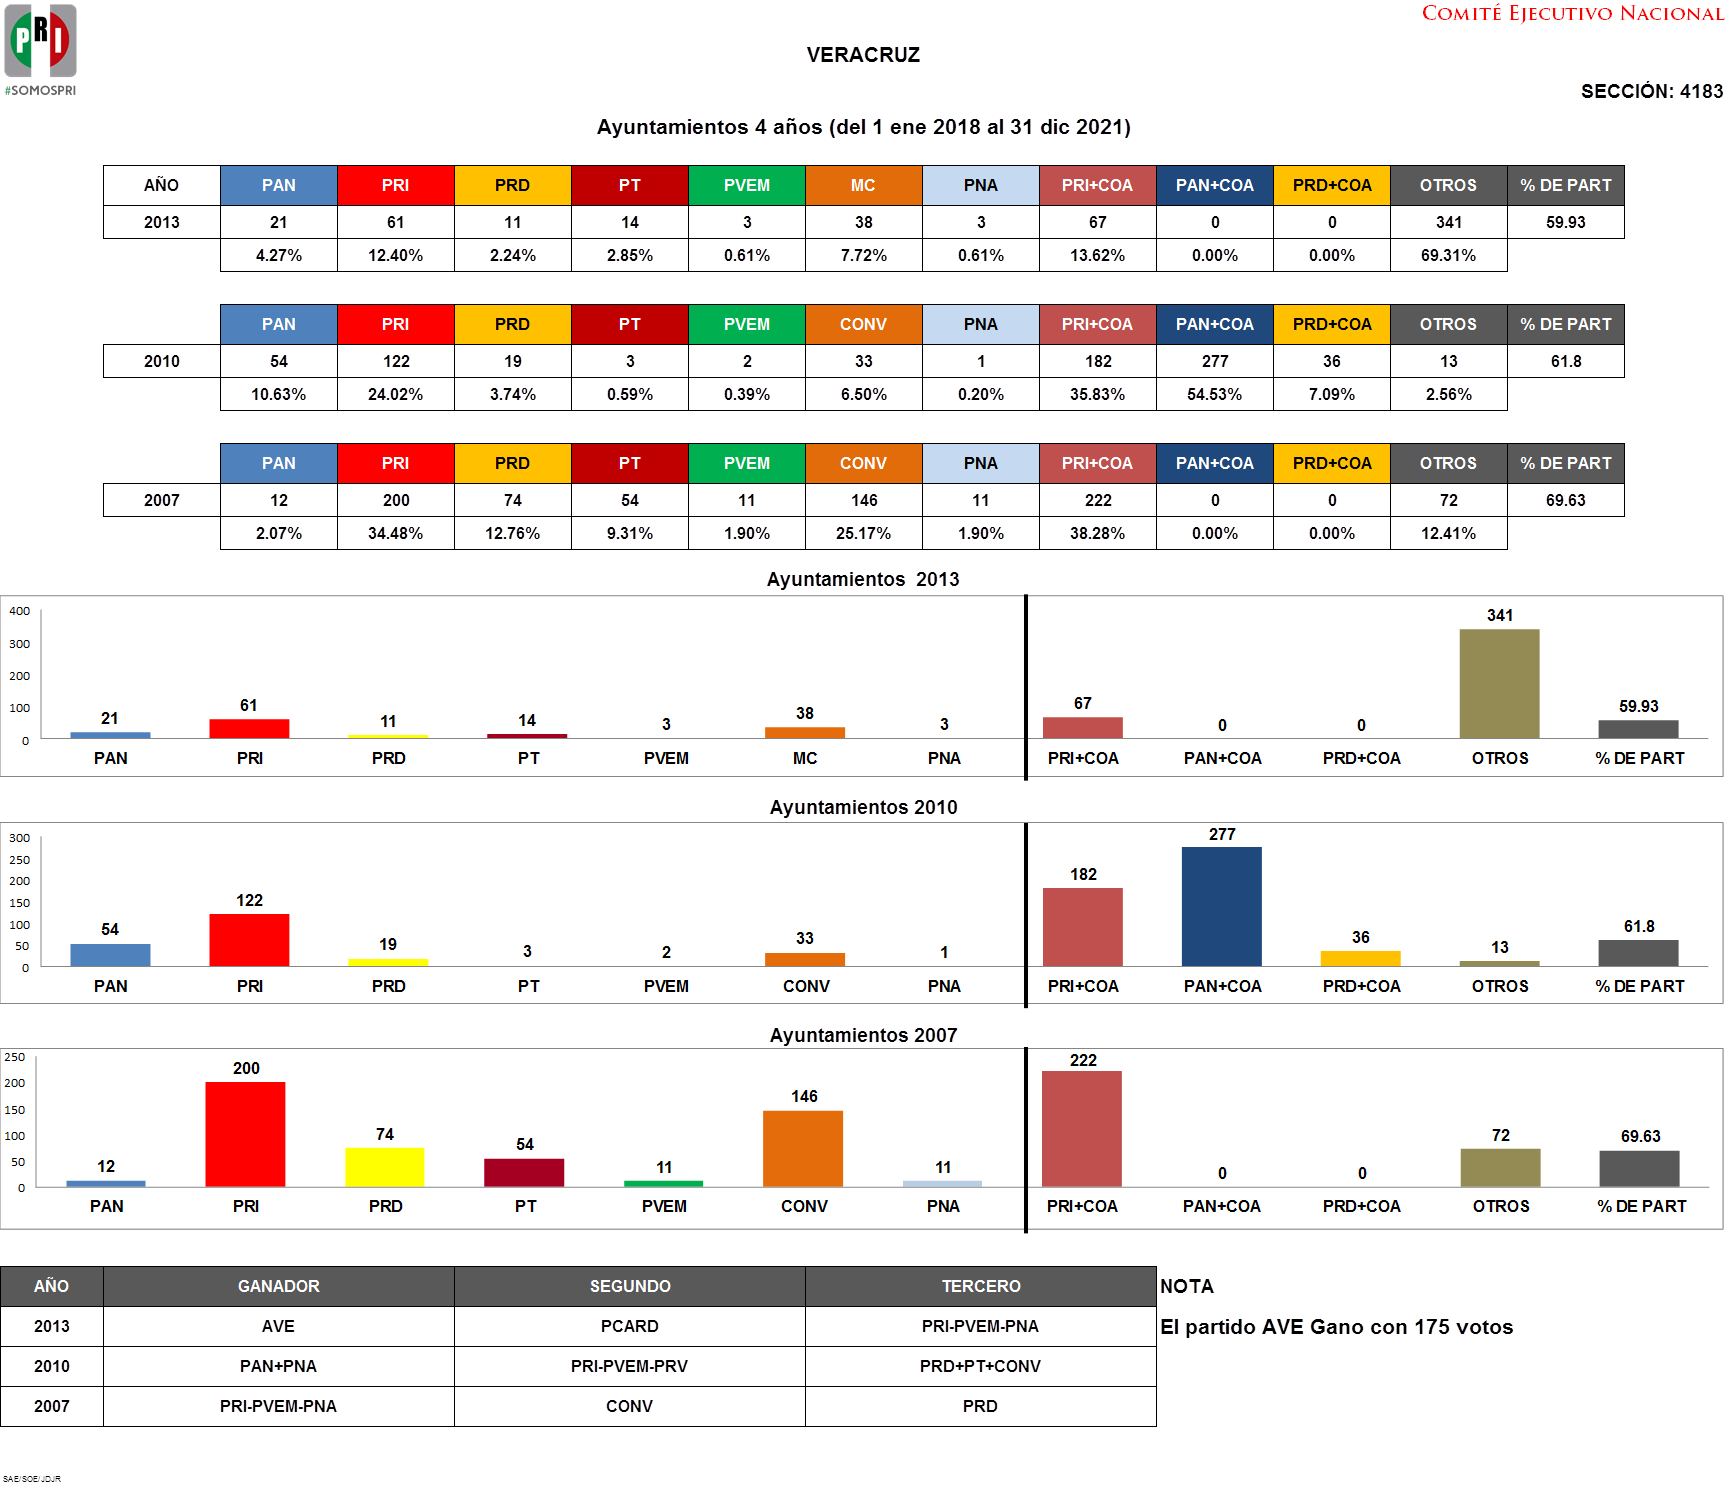 PRI
#SOMOSPRI
COMITÉ EJECUTIVO NACIONAL
VERACRUZ
SECCIÓN: 4183
Ayuntamientos 4 años (del 1 ene 2018 al 31 dic 2021)
AÑO PAN PRI PRD PT PVEM MC PNA PRI+COA PAN+COA PRD+COA OTROS % DE PART
2013 21 61 11 14 3 38 3 67 0 0 341 59.93
4.27% 12.40% 2.24% 2.85% 0.61% 7.72% 0.61% 13.62% 0.00% 0.00% 69.31%
PAN PRI PRD PT PVEM CONV PNA PRI+COA PAN+COA PRD+COA OTROS % DE PART
2010 54 122 19 3 2 33 1 182 277 36 13 61.8
10.63% 24.02% 3.74% 0.59% 0.39% 6.50% 0.20% 35.83% 54.53% 7.09% 2.56%
PAN PRI PRD PT PVEM CONV PNA PRI+COA PAN+COA PRD+COA OTROS % DE PART
2007 12 200 74 54 11 146 11 222 0 0 72 69.63
2.07% 34.48% 12.76% 9.31% 1.90% 25.17% 1.90% 38.28% 0.00% 0.00% 12.41%
Ayuntamientos 2013
400
300
200
100
0
21 61 11 14 3 38 3 67 0 0 341 59.93
PAN PRI PRD PT PVEM MC PNA PRI+COA PAN+COA PRD+COA OTROS % DE PART
Ayuntamientos 2010
300
250
200
150
100
50
0
54 122 19 3 2 33 1 182 277 36 13 61.8
PAN PRI PRD PT PVEM CONV PNA PRI+COA PAN+COA PRD+COA OTROS % DE PART
Ayuntamientos 2007
250
200
150
100
50
0
12 200 74 54 11 146 11 222 0 0 72 69.63
PAN PRI PRD PT PVEM CONV PNA PRI+COA PAN+COA PRD+COA OTROS % DE PART
AÑO GANADOR SEGUNDO TERCERO NOTA
2013 AVE PCARD PRI-PVEM-PNA El partido AVE Gano con 175 votos
2010 PAN+PNA PRI-PVEM-PRV PRD+PT+CONV
2007 PRI-PVEM-PNA CONV PRD
SAE/SOE/JDJR